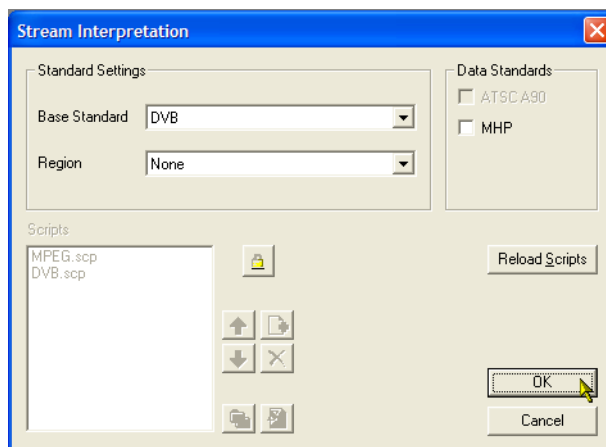 Stream Interpretation
Standard Settings
Base Standard DVB
Region None
Data Standards
ATSC A90
MHP
Scripts
MPEG.scp
DVB.scp
Reload Scripts
OK
Cancel